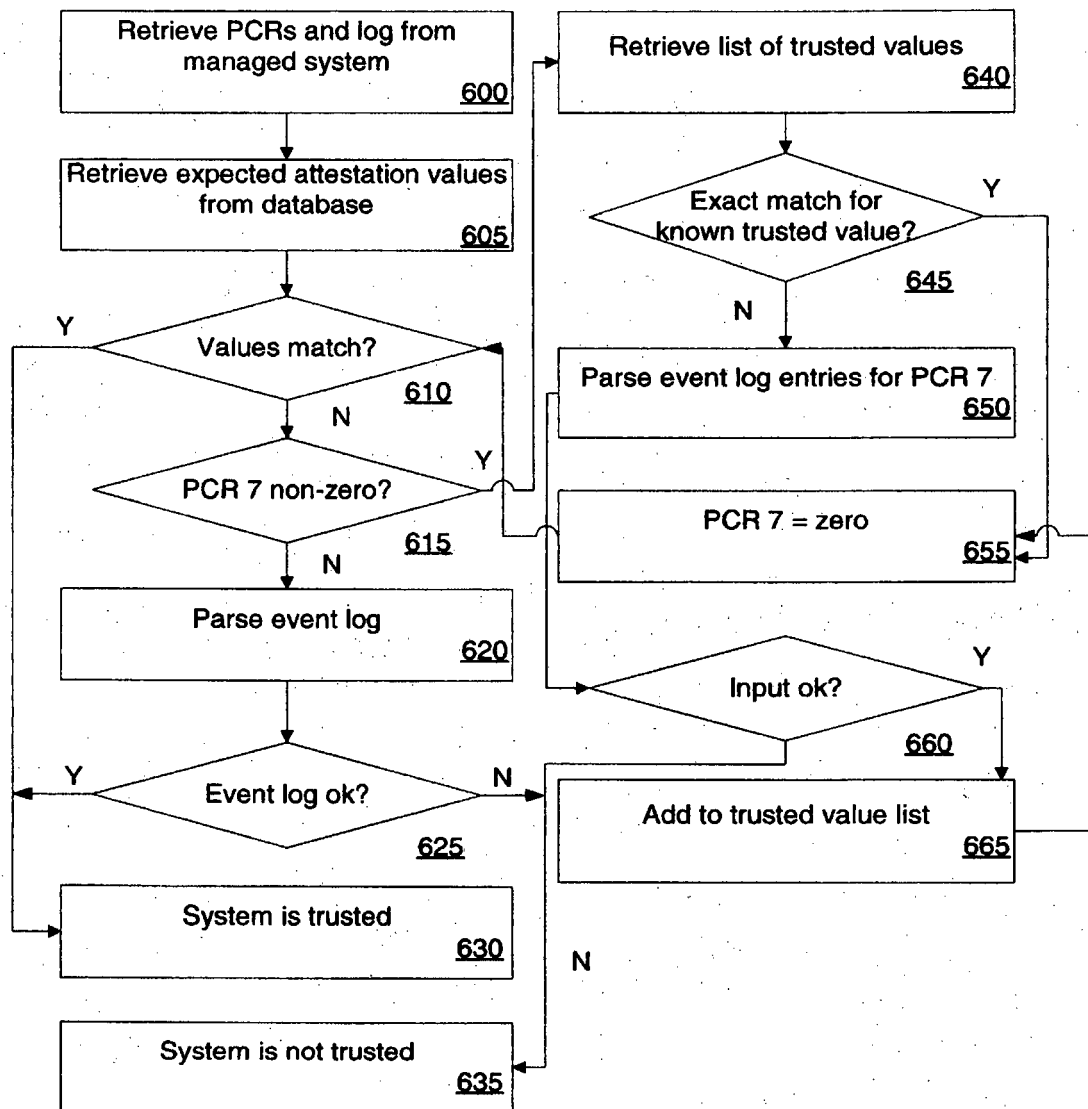 Retrieve PCRs and log from
managed system
600
Retrieve expected attestation values
from database
605
Y
Values match?
610
N
Y
PCR 7 non-zero?
615
N
Parse event log
620
Y
N
Event log ok?
625
System is trusted
630
System is not trusted
635
Retrieve list of trusted values
640
Y
Exact match for
known trusted value?
645
N
Parse event log entries for PCR 7
650
PCR 7 = zero
655
Y
Input ok?
660
Add to trusted value list
665
N